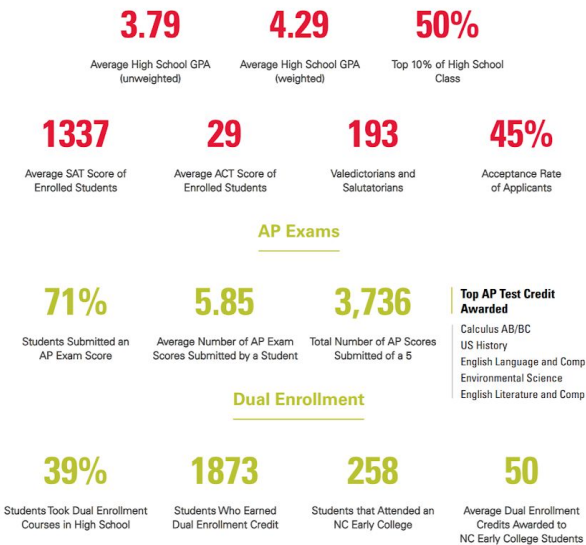 3.79
Average High School GPA
(unweighted)
4.29
Average High School GPA
(weighted)
50%
Top 10% of High School
Class
1337
Average SAT Score of
Enrolled Students
29
Average ACT Score of
Enrolled Students
193
Valedictorians and
Salutatorians
45%
Acceptance Rate
of Applicants
AP Exams
71%
Students Submitted an
AP Exam Score
5.85
Average Number of AP Exam
Scores Submitted by a Student
3,736
Total Number of AP Scores
Submitted of a 5
Top AP Test Credit
Awarded
Calculus AB/BC
US History
English Language and Comp
Environmental Science
English Literature and Comp
Dual Enrollment
39%
Students Took Dual Enrollment
Courses in High School
1873
Students Who Earned
Dual Enrollment Credit
258
Students that Attended an
NC Early College
50
Average Dual Enrollment
Credits Awarded to
NC Early College Students